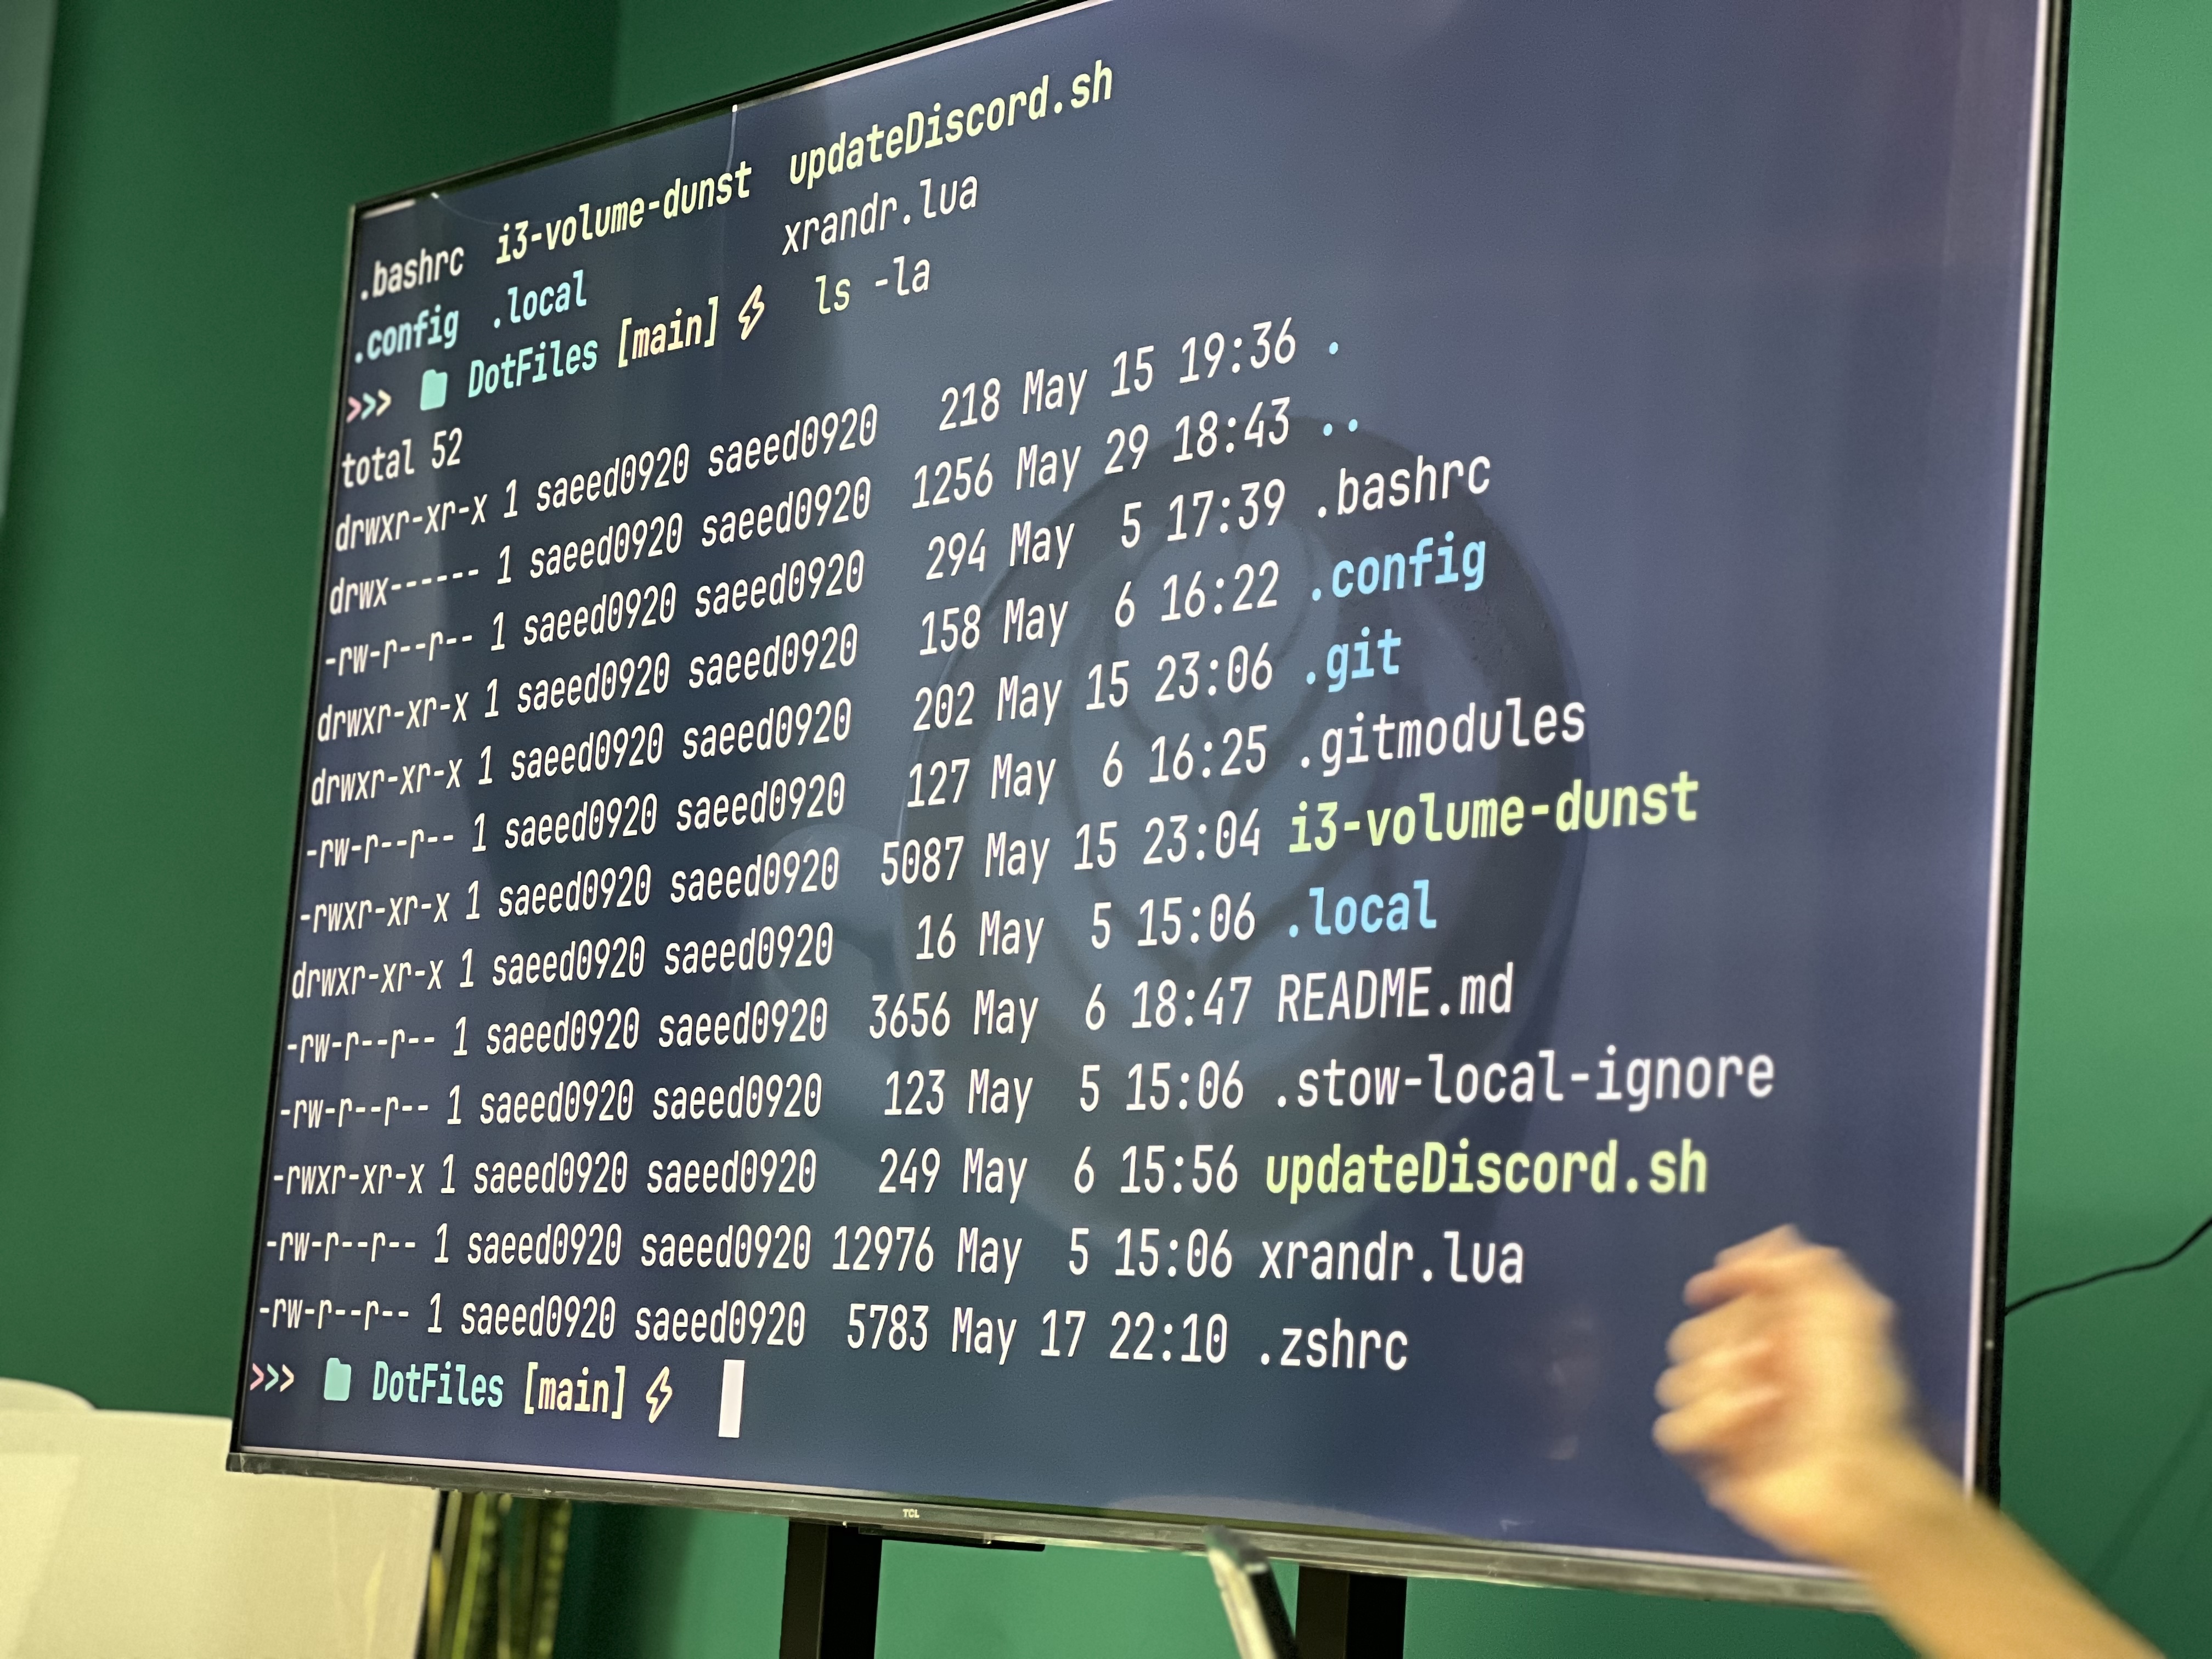 .bashrc  i3-volume-dunst  updateDiscord.sh
.config  .local           xrandr.lua
>>> DotFiles [main] ls -la
total 52
drwxr-xr-x 1 saeed0920 saeed0920   218 May 15 19:36 .
drwx------ 1 saeed0920 saeed0920  1256 May 29 18:43 ..
-rw-r--r-- 1 saeed0920 saeed0920   294 May  5 17:39 .bashrc
drwxr-xr-x 1 saeed0920 saeed0920   158 May  6 16:22 .config
drwxr-xr-x 1 saeed0920 saeed0920   202 May 15 23:06 .git
-rw-r--r-- 1 saeed0920 saeed0920   127 May  6 16:25 .gitmodules
-rwxr-xr-x 1 saeed0920 saeed0920  5087 May 15 23:04 i3-volume-dunst
drwxr-xr-x 1 saeed0920 saeed0920    16 May  5 15:06 .local
-rw-r--r-- 1 saeed0920 saeed0920  3656 May  6 18:47 README.md
-rw-r--r-- 1 saeed0920 saeed0920   123 May  5 15:06 .stow-local-ignore
-rwxr-xr-x 1 saeed0920 saeed0920   249 May  6 15:56 updateDiscord.sh
-rw-r--r-- 1 saeed0920 saeed0920 12976 May  5 15:06 xrandr.lua
-rw-r--r-- 1 saeed0920 saeed0920  5783 May 17 22:10 .zshrc
>>> DotFiles [main]
TCL